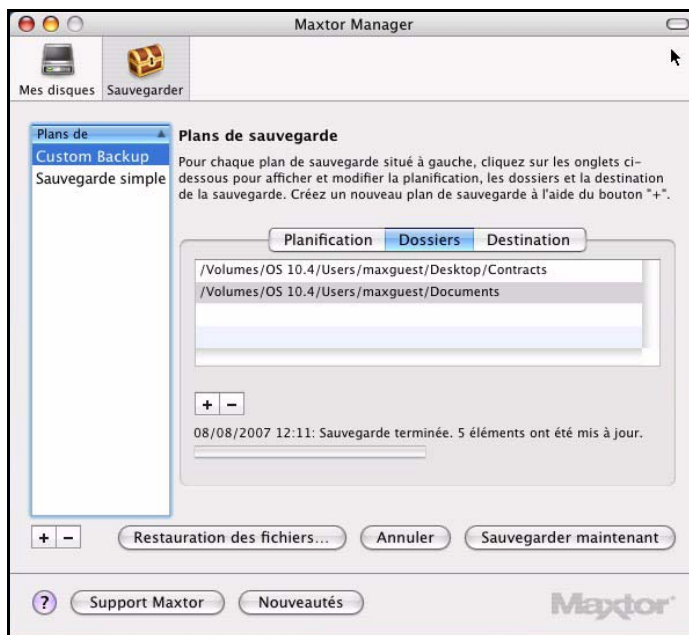 Maxtor Manager
Mes disques
Sauvegarder
Plans de
Custom Backup
Sauvegarde simple
Plans de sauvegarde
Pour chaque plan de sauvegarde situé à gauche, cliquez sur les onglets ci-
dessous pour afficher et modifier la planification, les dossiers et la destination
de la sauvegarde. Créez un nouveau plan de sauvegarde à l'aide du bouton "+".
Planification
Dossiers
Destination
/Volumes/OS 10.4/Users/maxguest/Desktop/Contracts
/Volumes/OS 10.4/Users/maxguest/Documents
+ −
08/08/2007 12:11: Sauvegarde terminée. 5 éléments ont été mis à jour.
+ −
Restauration des fichiers...
Annuler
Sauvegarder maintenant
?
Support Maxtor
Nouveautés
Maxtor